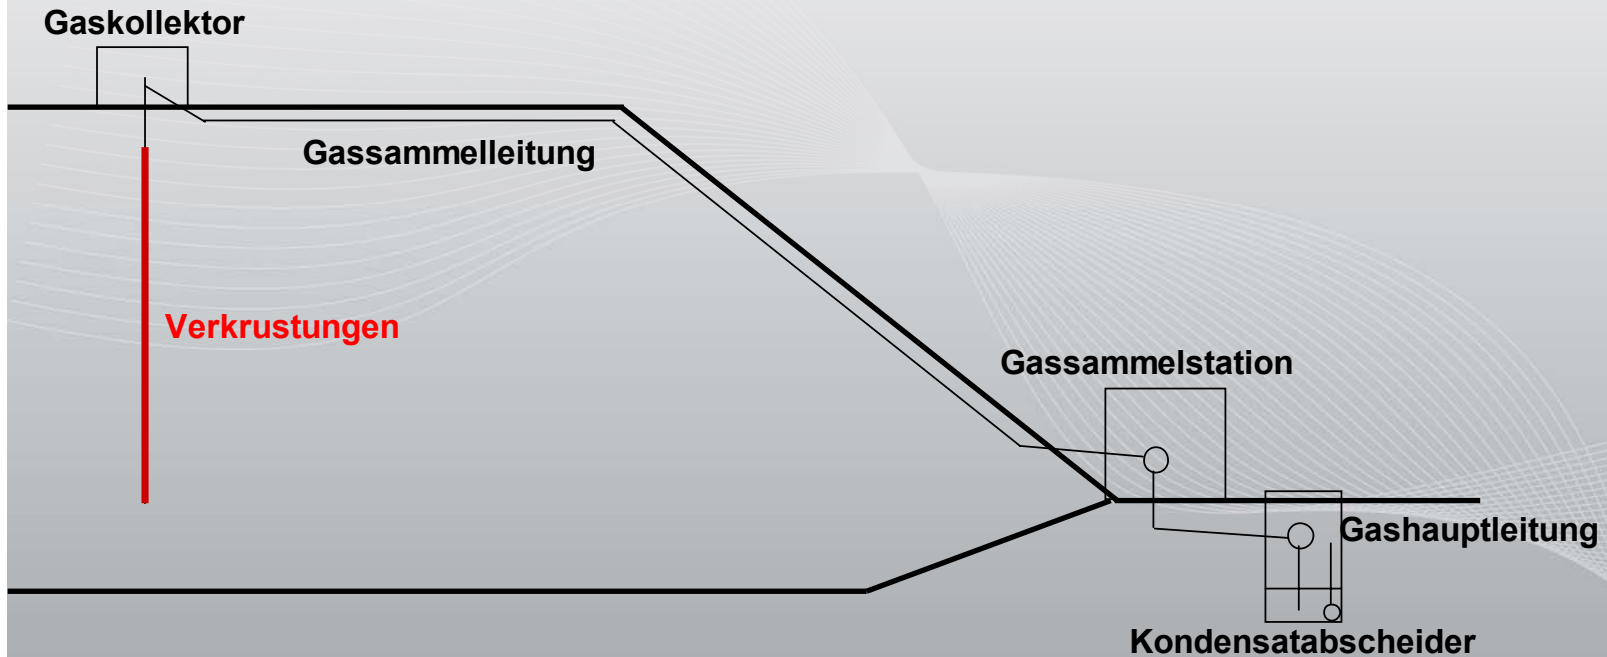 Gaskollektor
Gassammelleitung
Verkrustungen
Gassammelstation
Gashauptleitung
Kondensatabscheider